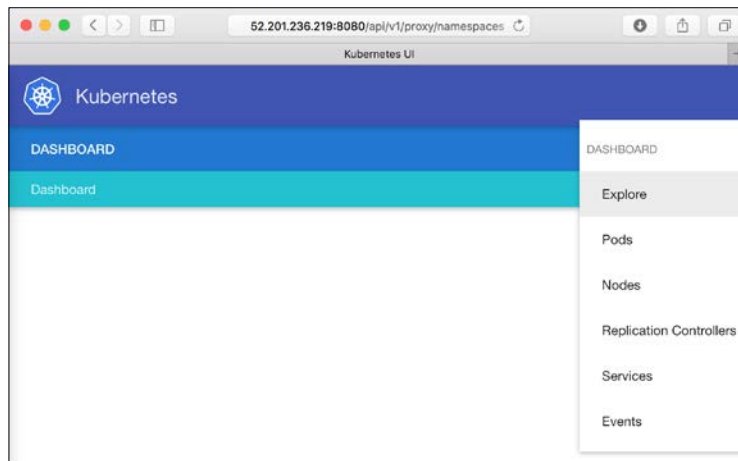 52.201.236.219:8080/api/v1/proxy/namespaces
Kubernetes UI
Kubernetes
DASHBOARD
Dashboard
DASHBOARD
Explore
Pods
Nodes
Replication Controllers
Services
Events